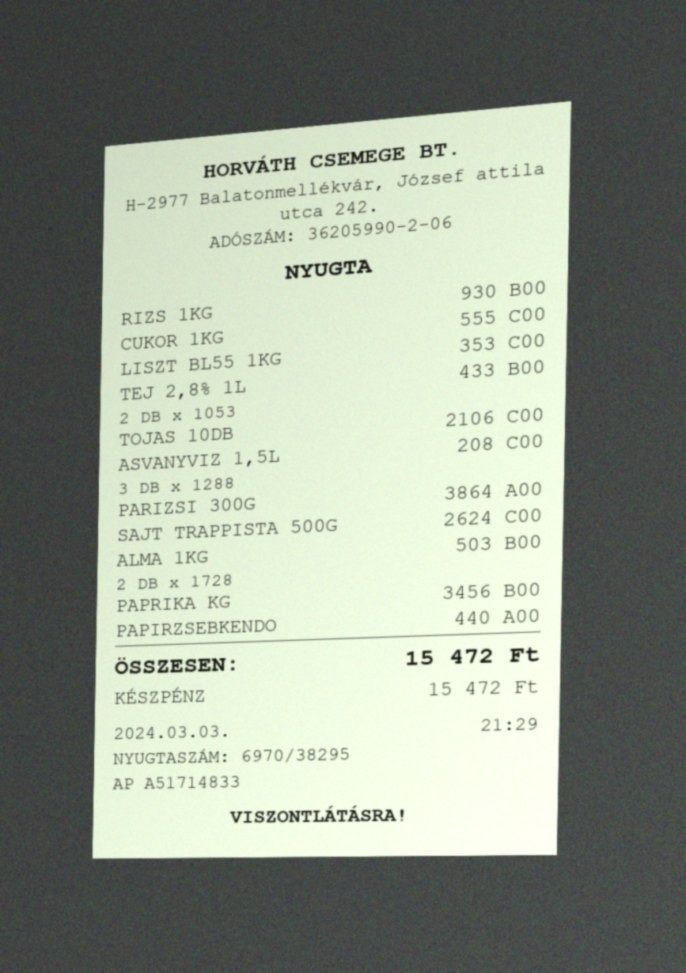 HORVÁTH CSEMEGE BT.
H-2977 Balatonmellékvár, József attila
utca 242.
ADÓSZÁM: 36205990-2-06
NYUGTA
RIZS 1KG 930 B00
CUKOR 1KG 555 C00
LISZT BL55 1KG 353 C00
TEJ 2,8% 1L 433 B00
2 DB x 1053
TOJAS 10DB 2106 C00
ASVANYVIZ 1,5L 208 C00
3 DB x 1288
PARIZSI 300G 3864 A00
SAJT TRAPPISTA 500G 2624 C00
ALMA 1KG 503 B00
2 DB x 1728
PAPRIKA KG 3456 B00
PAPIRZSEBKENDO 440 A00
ÖSSZESEN: 15 472 Ft
KÉSZPÉNZ 15 472 Ft
2024.03.03. 21:29
NYUGTASZÁM: 6970/38295
AP A51714833
VISZONTLÁTÁSRA!